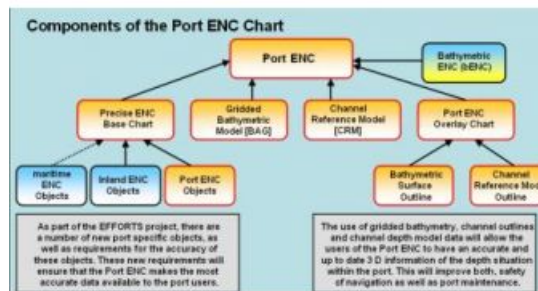 Components of the Port ENC Chart
Port ENC
Bathymetric
ENC (bENC)
Precise ENC
Base Chart
Gridded
Bathymetric
Model [BAG]
Channel
Reference Model
[CRM]
Port ENC
Overlay Chart
maritime
ENC
Objects
Inland ENC
Objects
Port ENC
Objects
Bathymetric
Surface
Outline
Channel
Reference Mod
Outline
As part of the EFFORTS project, there are
a number of new port specific objects, as
well as requirements for the accuracy of
these objects. These new requirements will
ensure that the Port ENC makes the most
accurate data available to the port users.
The use of gridded bathymetry, channel outlines
and channel depth model data will allow the
users of the Port ENC to have an accurate and
up to date 3 D information of the depth situation
within the port. This will improve both, safety
of navigation as well as port maintenance.